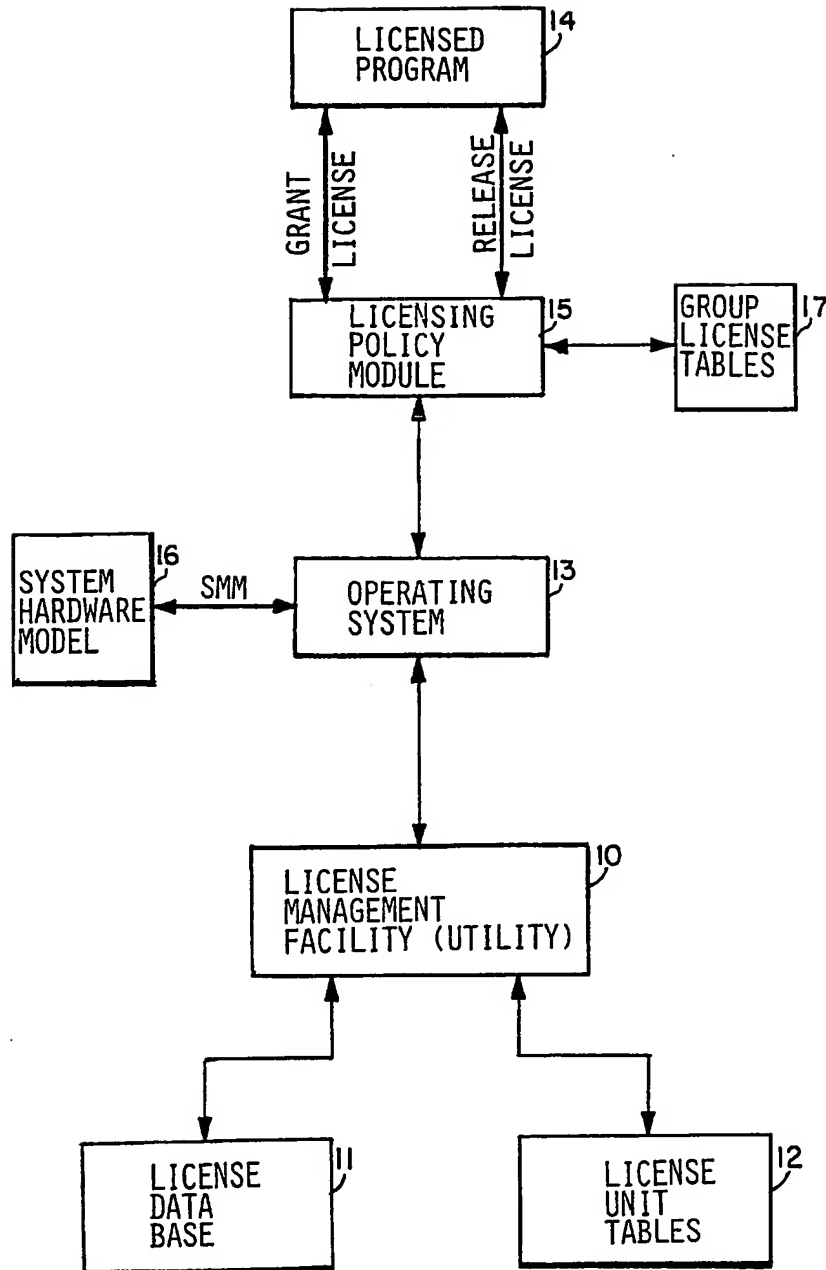 LICENSED
PROGRAM
14
GRANT
LICENSE
RELEASE
LICENSE
LICENSING
POLICY
MODULE
15
GROUP
LICENSE
TABLES
17
SYSTEM
HARDWARE
MODEL
16
SMM
OPERATING
SYSTEM
13
LICENSE
MANAGEMENT
FACILITY (UTILITY)
10
LICENSE
DATA
BASE
11
LICENSE
UNIT
TABLES
12